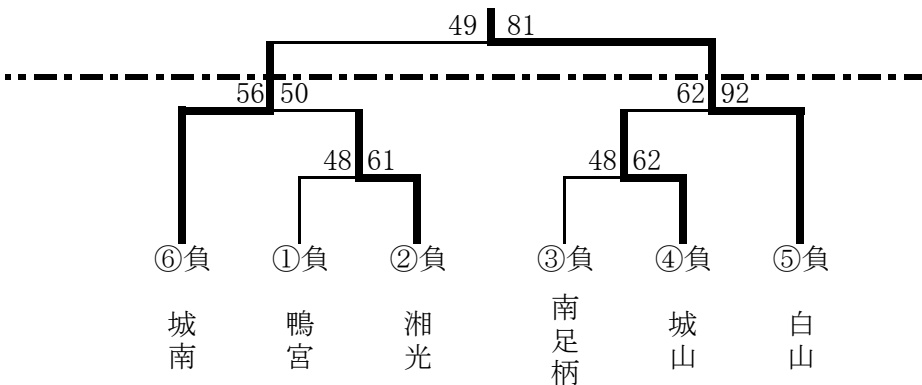 49 81
56 50
62 92
48 61
48 62
⑥負
①負
②負
③負
④負
⑤負
城南
鴨宮
湘光
南足柄
城山
白山